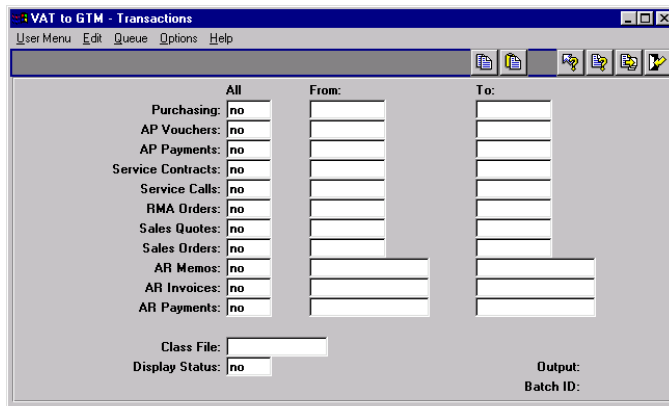 VAT to GTM - Transactions
User Menu Edit Queue Options Help
All From: To:
Purchasing: no
AP Vouchers: no
AP Payments: no
Service Contracts: no
Service Calls: no
RMA Orders: no
Sales Quotes: no
Sales Orders: no
AR Memos: no
AR Invoices: no
AR Payments: no
Class File:
Display Status: no Output:
Batch ID: